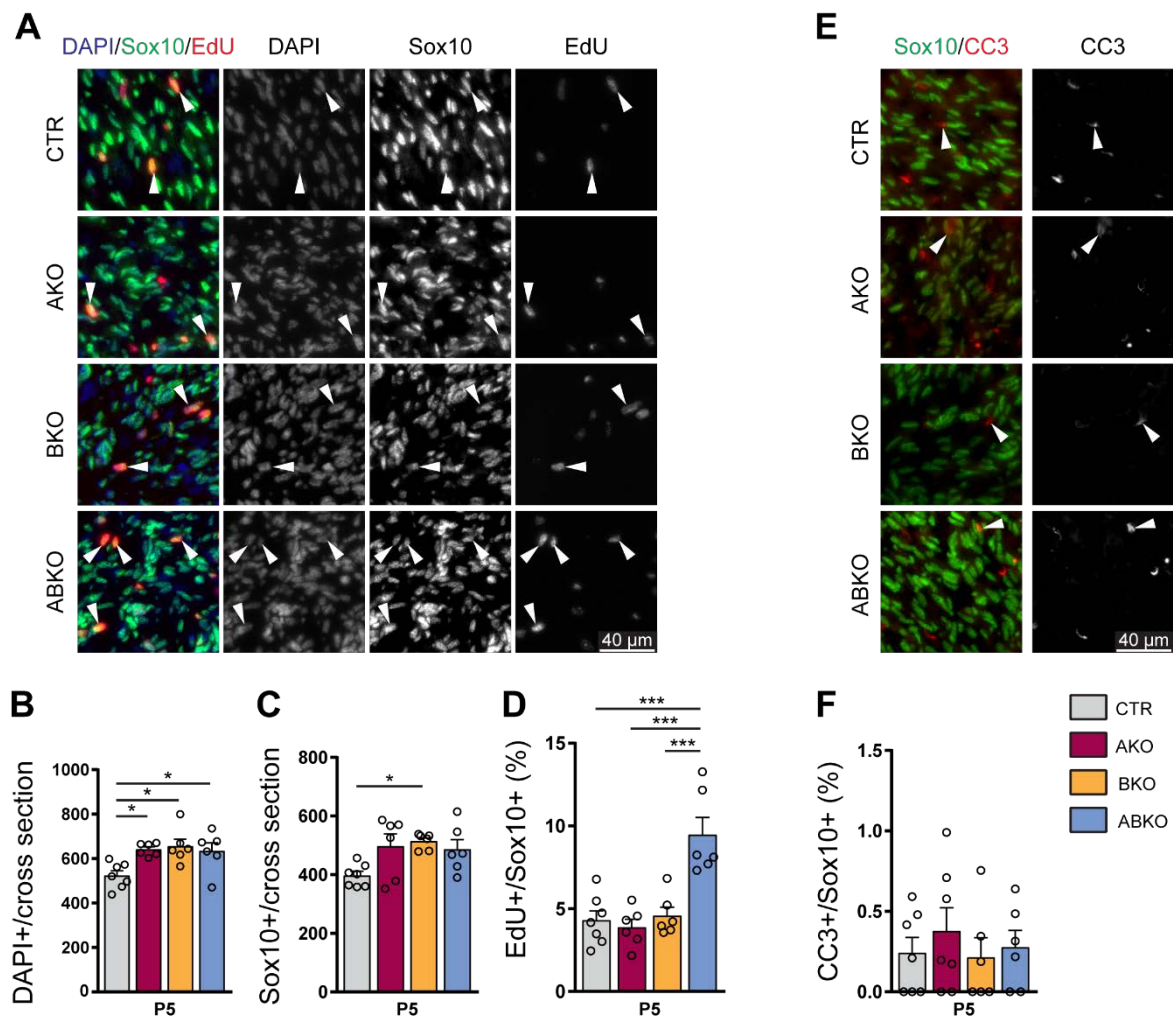 A
DAPI/Sox10/EdU
DAPI
Sox10
EdU
CTR
AKO
BKO
ABKO
40 µm
E
Sox10/CC3
CC3
CTR
AKO
BKO
ABKO
40 µm
B
DAPI+/cross section
1000
800
600
400
200
0
* * *
P5
C
Sox10+/cross section
800
600
400
200
0
*
P5
D
EdU+/Sox10+ (%)
15
10
5
0
***
***
***
P5
F
CC3+/Sox10+ (%)
1.5
1.0
0.5
0.0
P5
CTR
AKO
BKO
ABKO